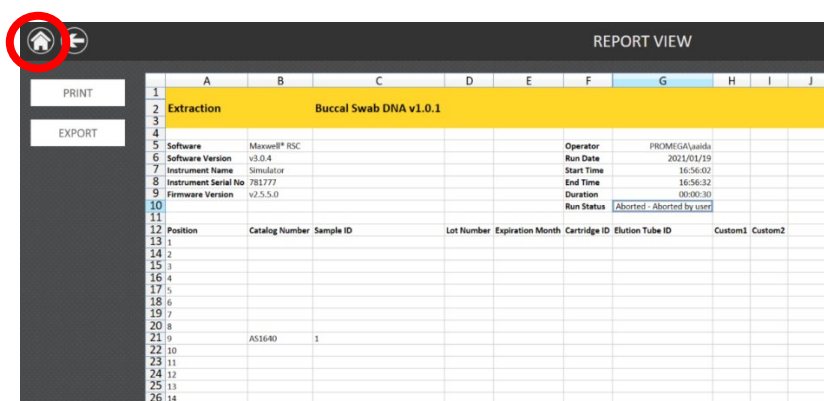 REPORT VIEW
PRINT
EXPORT
A B C D E F G H I J
1
2 Extraction Buccal Swab DNA v1.0.1
3
4
5 Software Maxwell® RSC Operator PROMEGA\aaida
6 Software Version v3.0.4 Run Date 2021/01/19
7 Instrument Name Simulator Start Time 16:56:02
8 Instrument Serial No 781777 End Time 16:56:32
9 Firmware Version v2.5.5.0 Duration 00:00:30
10 Run Status Aborted - Aborted by user
11
12 Position Catalog Number Sample ID Lot Number Expiration Month Cartridge ID Elution Tube ID Custom1 Custom2
13 1
14 2
15 3
16 4
17 5
18 6
19 7
20 8
21 9 AS1640 1
22 10
23 11
24 12
25 13
26 14